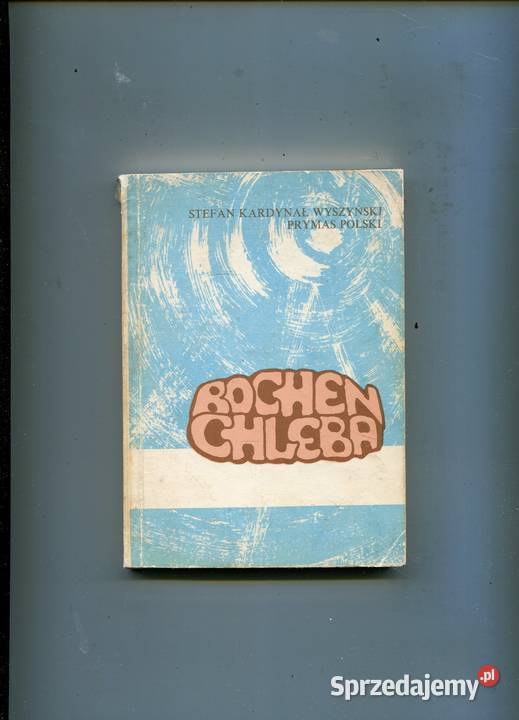 STEFAN KARDYNAŁ WYSZYŃSKI
PRYMAS POLSKI
BOCHEN
CHLEBA
Sprzedajemy.pl